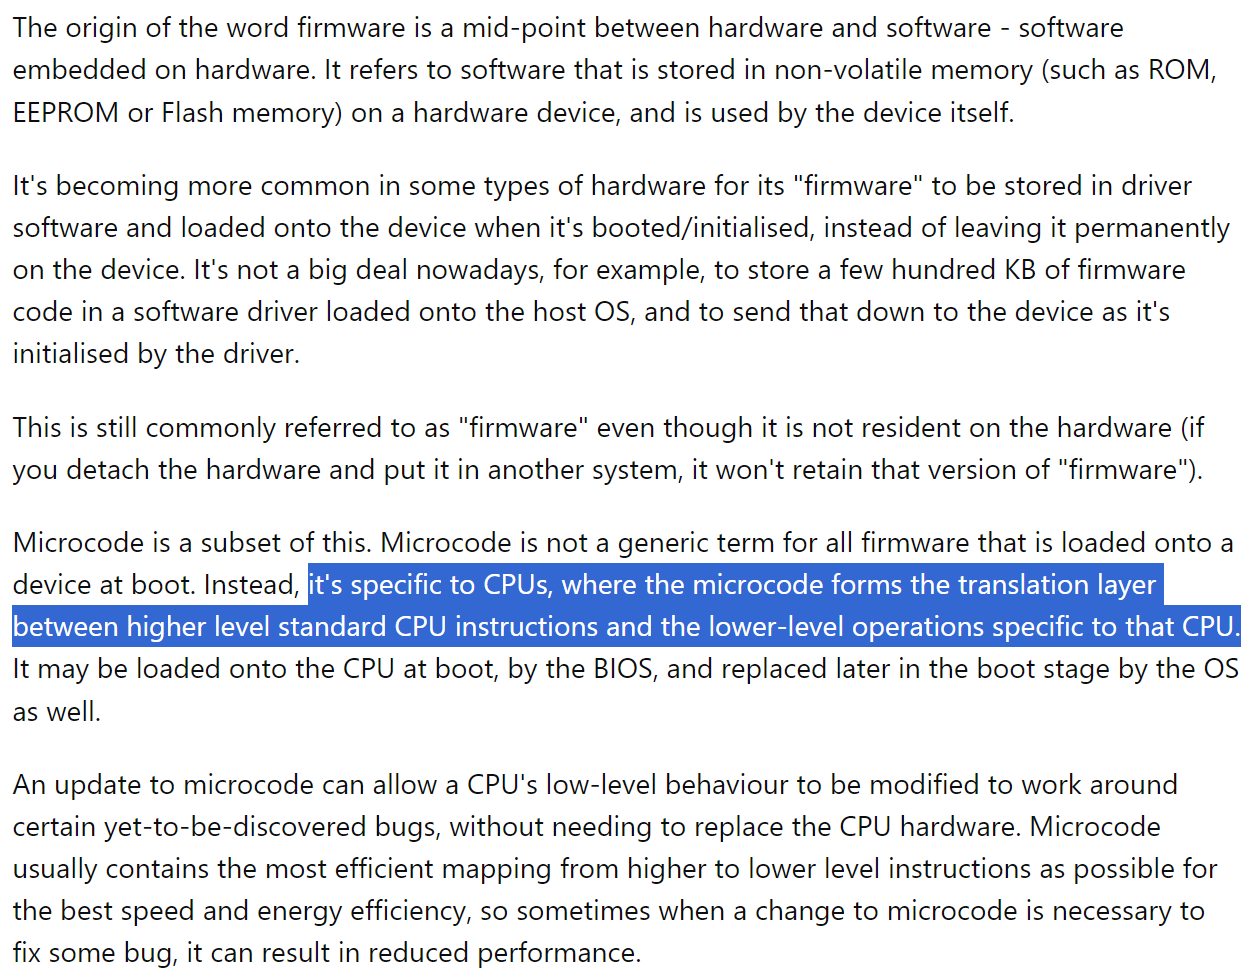 The origin of the word firmware is a mid-point between hardware and software - software
embedded on hardware. It refers to software that is stored in non-volatile memory (such as ROM,
EEPROM or Flash memory) on a hardware device, and is used by the device itself.
It's becoming more common in some types of hardware for its "firmware" to be stored in driver
software and loaded onto the device when it's booted/initialised, instead of leaving it permanently
on the device. It's not a big deal nowadays, for example, to store a few hundred KB of firmware
code in a software driver loaded onto the host OS, and to send that down to the device as it's
initialised by the driver.
This is still commonly referred to as "firmware" even though it is not resident on the hardware (if
you detach the hardware and put it in another system, it won't retain that version of "firmware").
Microcode is a subset of this. Microcode is not a generic term for all firmware that is loaded onto a
device at boot. Instead, it's specific to CPUs, where the microcode forms the translation layer
between higher level standard CPU instructions and the lower-level operations specific to that CPU.
It may be loaded onto the CPU at boot, by the BIOS, and replaced later in the boot stage by the OS
as well.
An update to microcode can allow a CPU's low-level behaviour to be modified to work around
certain yet-to-be-discovered bugs, without needing to replace the CPU hardware. Microcode
usually contains the most efficient mapping from higher to lower level instructions as possible for
the best speed and energy efficiency, so sometimes when a change to microcode is necessary to
fix some bug, it can result in reduced performance.